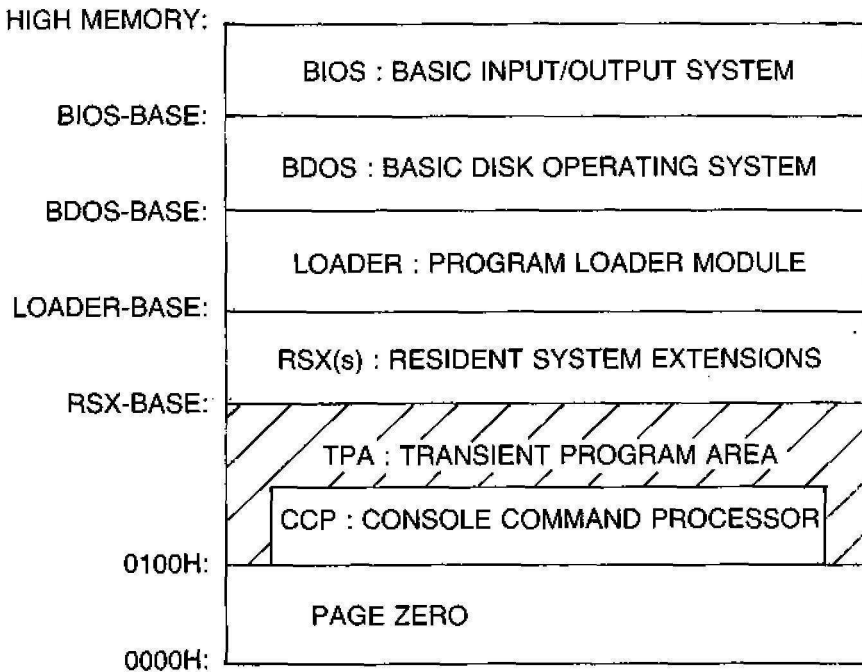 HIGH MEMORY:
BIOS : BASIC INPUT/OUTPUT SYSTEM
BIOS-BASE:
BDOS : BASIC DISK OPERATING SYSTEM
BDOS-BASE:
LOADER : PROGRAM LOADER MODULE
LOADER-BASE:
RSX(s) : RESIDENT SYSTEM EXTENSIONS
RSX-BASE:
TPA : TRANSIENT PROGRAM AREA
CCP : CONSOLE COMMAND PROCESSOR
0100H:
PAGE ZERO
0000H: